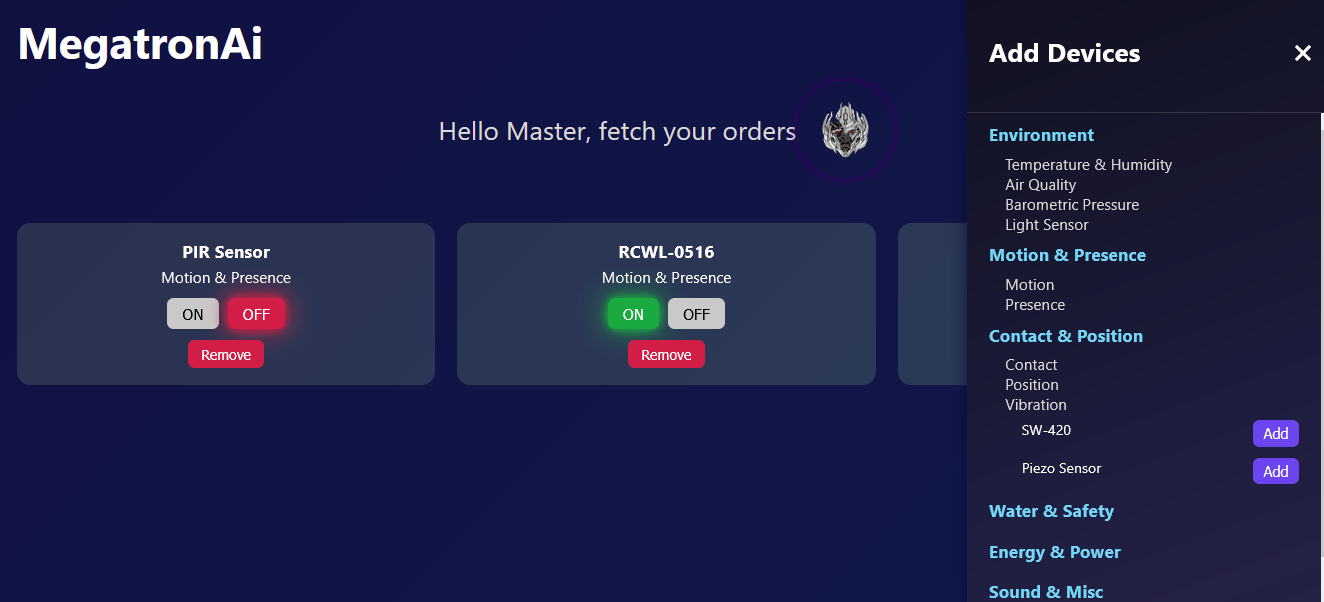 MegatronAi
Hello Master, fetch your orders
PIR Sensor
Motion & Presence
ON OFF
Remove
RCWL-0516
Motion & Presence
ON OFF
Remove
Add Devices
Environment
Temperature & Humidity
Air Quality
Barometric Pressure
Light Sensor
Motion & Presence
Motion
Presence
Contact & Position
Contact
Position
Vibration
SW-420 Add
Piezo Sensor Add
Water & Safety
Energy & Power
Sound & Misc